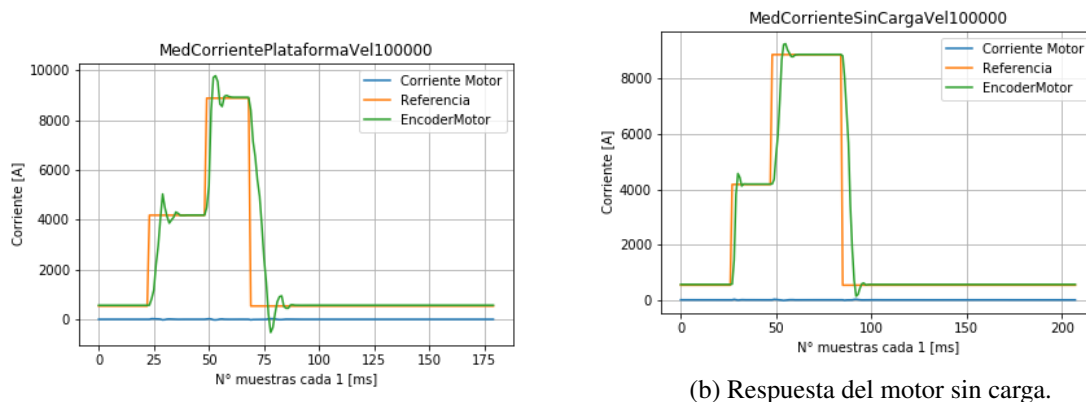 MedCorrientePlataformaVel100000
10000
8000
6000
4000
2000
0
Corriente [A]
Corriente Motor
Referencia
EncoderMotor
0 25 50 75 100 125 150 175
N° muestras cada 1 [ms]
MedCorrienteSinCargaVel100000
8000
6000
4000
2000
0
Corriente [A]
Corriente Motor
Referencia
EncoderMotor
0 50 100 150 200
N° muestras cada 1 [ms]
(b) Respuesta del motor sin carga.